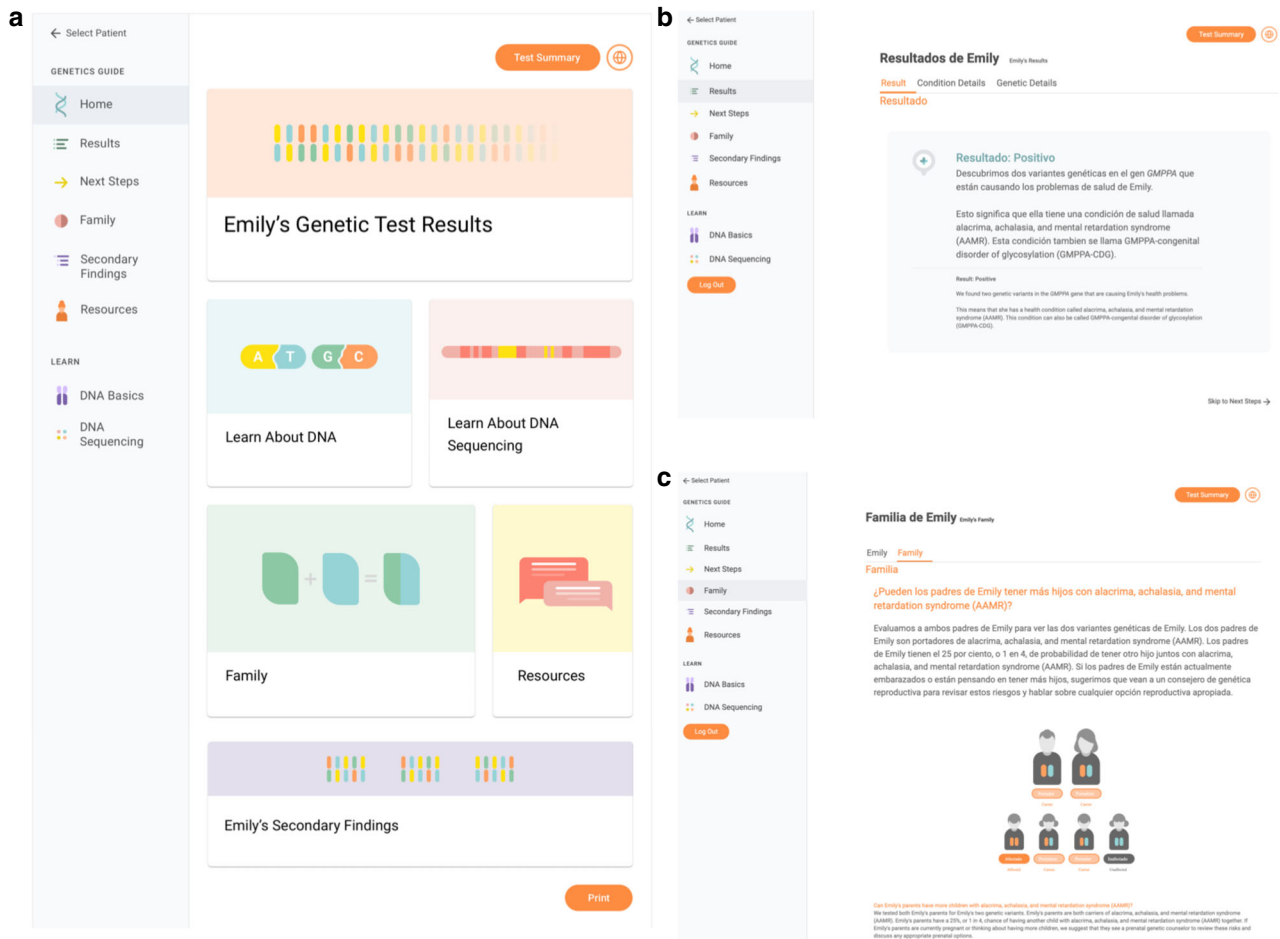 a
← Select Patient
GENETICS GUIDE
Home
Results
Next Steps
Family
Secondary
Findings
Resources
LEARN
DNA Basics
DNA
Sequencing
Test Summary
Emily's Genetic Test Results
A T G C
Learn About DNA
Learn About DNA
Sequencing
+ =
Family
Resources
Emily's Secondary Findings
Print
b
← Select Patient
GENETICS GUIDE
Home
Results
Next Steps
Family
Secondary Findings
Resources
LEARN
DNA Basics
DNA Sequencing
Log Out
Test Summary
Resultados de Emily Emily's Results
Result Condition Details Genetic Details
Resultado
Resultado: Positivo
Descubrimos dos variantes genéticas en el gen GMPPA que
están causando los problemas de salud de Emily.
Esto significa que ella tiene una condición de salud llamada
alacrima, achalasia, and mental retardation syndrome
(AAMR). Esta condición tambien se llama GMPPA-congenital
disorder of glycosylation (GMPPA-CDG).
Result: Positive
We found two genetic variants in the GMPPA gene that are causing Emily's health problems.
This means that she has a health condition called alacrima, achalasia, and mental retardation
syndrome (AAMR). This condition can also be called GMPPA-congenital disorder of glycosylation
(GMPPA-CDG).
Skip to Next Steps →
c
← Select Patient
GENETICS GUIDE
Home
Results
Next Steps
Family
Secondary Findings
Resources
LEARN
DNA Basics
DNA Sequencing
Log Out
Test Summary
Familia de Emily Emily's Family
Emily Family
Familia
¿Pueden los padres de Emily tener más hijos con alacrima, achalasia, and mental
retardation syndrome (AAMR)?
Evaluamos a ambos padres de Emily para ver las dos variantes genéticas de Emily. Los dos padres de
Emily son portadores de alacrima, achalasia, and mental retardation syndrome (AAMR). Los padres
de Emily tienen el 25 por ciento, o 1 en 4, de probabilidad de tener otro hijo juntos con alacrima,
achalasia, and mental retardation syndrome (AAMR). Si los padres de Emily están actualmente
embarazados o están pensando en tener más hijos, sugerimos que vean a un consejero de genética
reproductiva para revisar estos riesgos y hablar sobre cualquier opción reproductiva apropiada.
Carrier Carrier
Carrier Carrier Unaffected
Can Emily's parents have more children with alacrima, achalasia, and mental retardation syndrome (AAMR)?
We tested both Emily's parents for Emily's two genetic variants. Emily's parents are both carriers of alacrima, achalasia, and mental retardation syndrome
(AAMR). Emily's parents have a 25%, or 1 in 4, chance of having another child with alacrima, achalasia, and mental retardation syndrome (AAMR) together. If
Emily's parents are currently pregnant or thinking about having more children, we suggest that they see a prenatal genetic counselor to review these risks and
discuss any appropriate prenatal options.